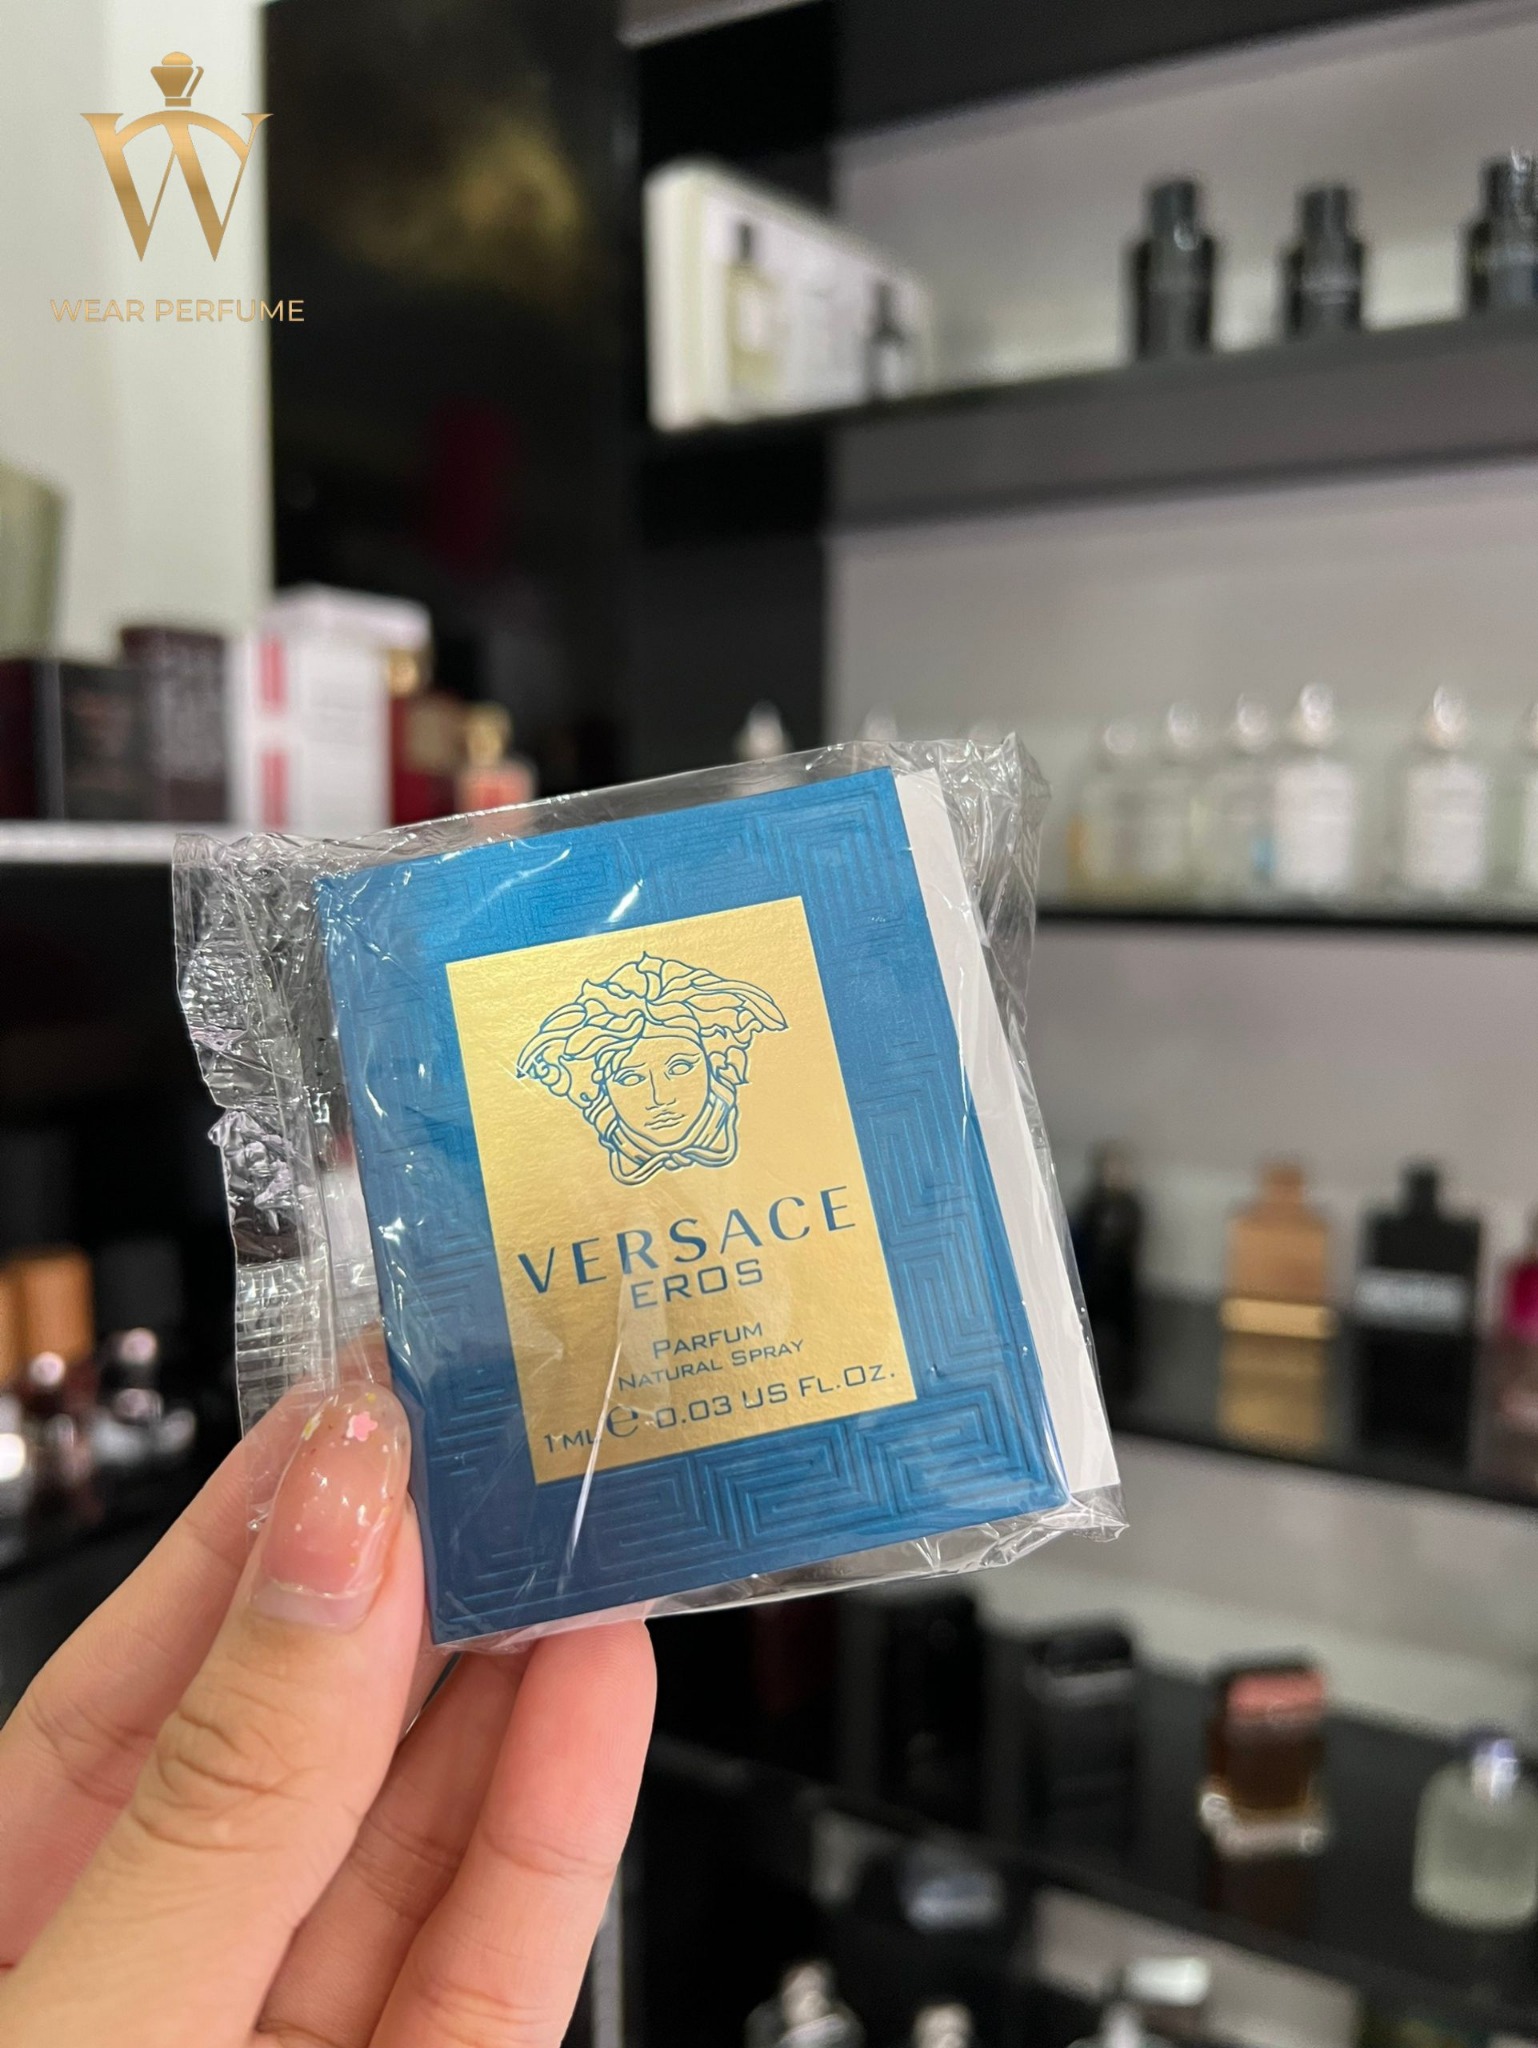 WEAR PERFUME
VERSACE
EROS
PARFUM
NATURAL SPRAY
1 ML e 0.03 US FL.OZ.